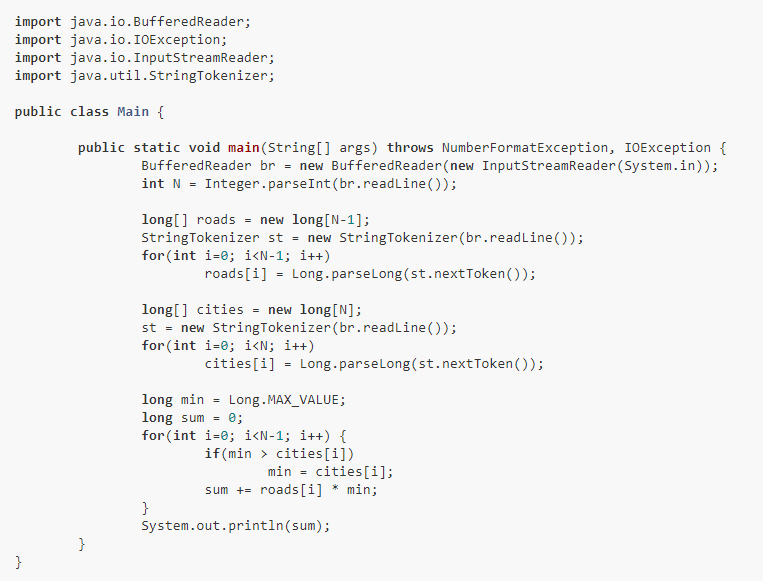 import java.io.BufferedReader;
import java.io.IOException;
import java.io.InputStreamReader;
import java.util.StringTokenizer;

public class Main {

        public static void main(String[] args) throws NumberFormatException, IOException {
                BufferedReader br = new BufferedReader(new InputStreamReader(System.in));
                int N = Integer.parseInt(br.readLine());

                long[] roads = new long[N-1];
                StringTokenizer st = new StringTokenizer(br.readLine());
                for(int i=0; i<N-1; i++)
                        roads[i] = Long.parseLong(st.nextToken());

                long[] cities = new long[N];
                st = new StringTokenizer(br.readLine());
                for(int i=0; i<N; i++)
                        cities[i] = Long.parseLong(st.nextToken());

                long min = Long.MAX_VALUE;
                long sum = 0;
                for(int i=0; i<N-1; i++) {
                        if(min > cities[i])
                                min = cities[i];
                        sum += roads[i] * min;
                }
                System.out.println(sum);
        }
}